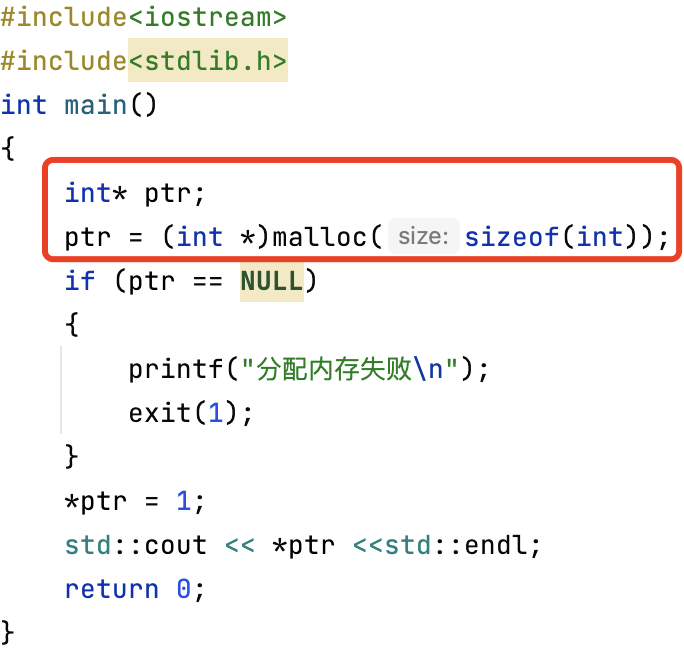 #include<iostream>
#include<stdlib.h>
int main()
{
    int* ptr;
    ptr = (int *)malloc( size: sizeof(int));
    if (ptr == NULL)
    {
        printf("分配内存失败\n");
        exit(1);
    }
    *ptr = 1;
    std::cout << *ptr <<std::endl;
    return 0;
}